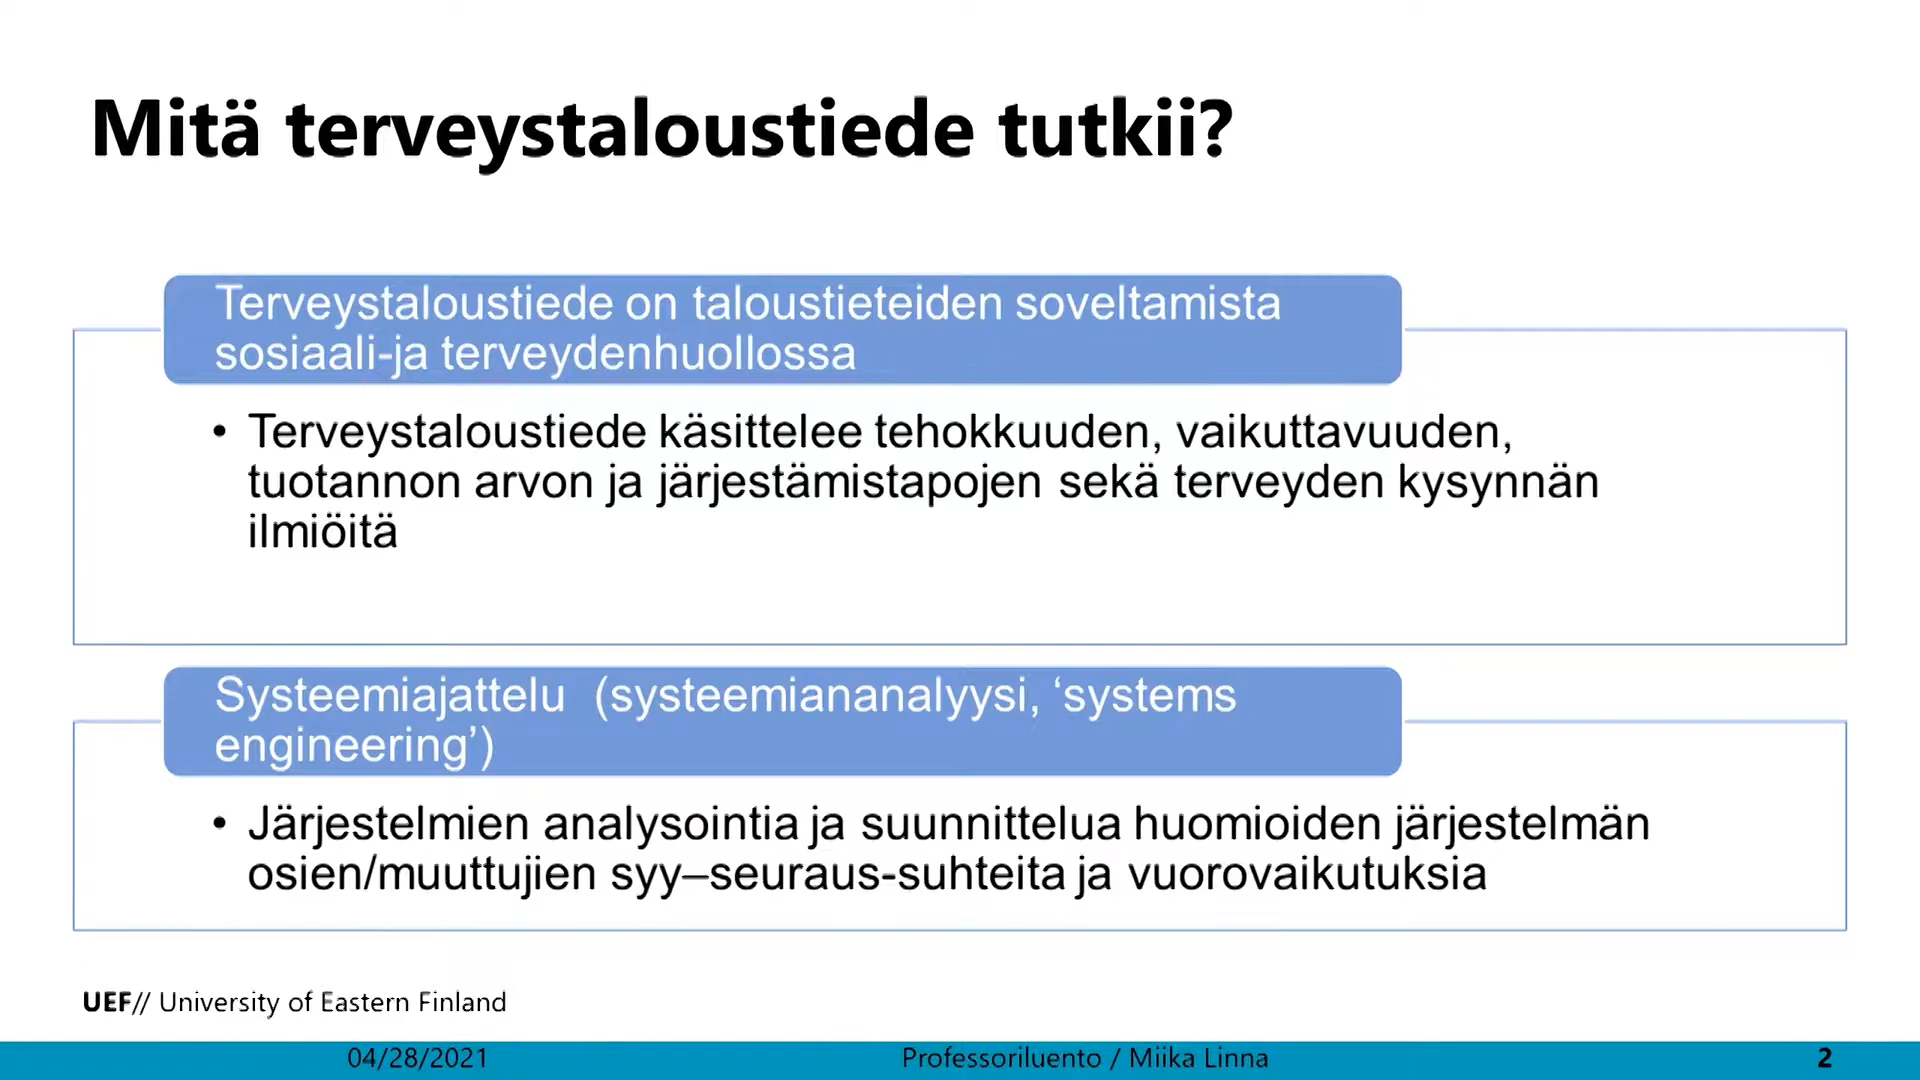 Mitä terveystaloustiede tutkii?
Terveystaloustiede on taloustieteiden soveltamista
sosiaali-ja terveydenhuollossa
• Terveystaloustiede käsittelee tehokkuuden, vaikuttavuuden,
tuotannon arvon ja järjestämistapojen sekä terveyden kysynnän
ilmiöitä
Systeemiajattelu (systeemiananalyysi, ‘systems
engineering’)
• Järjestelmien analysointia ja suunnittelua huomioiden järjestelmän
osien/muuttujien syy–seuraus-suhteita ja vuorovaikutuksia
UEF// University of Eastern Finland
04/28/2021
Professoriluento / Miika Linna
2